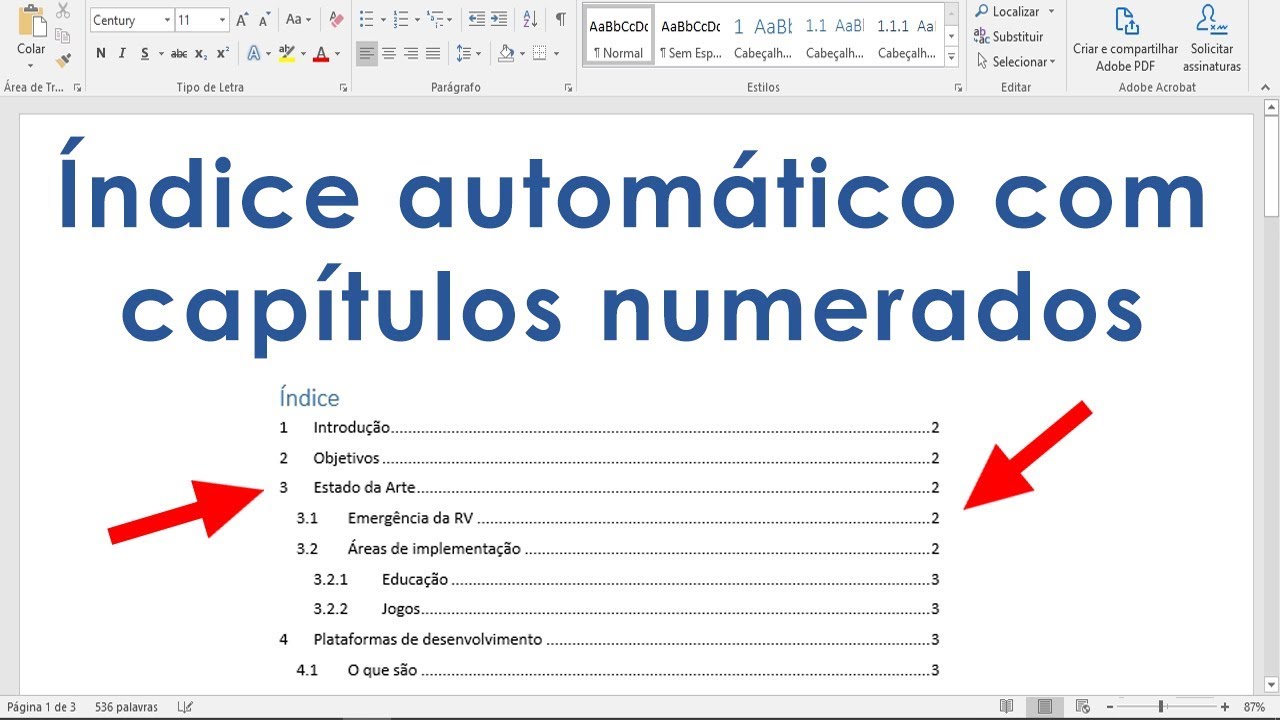 Century 11 Aa
Localizar
Substituir
Selecionar
Colar
N I S abc x₂ x² A ab A
AaBbCcDc AaBbCcDc 1 AaBb 1.1 AaBl 1.1.1 Aa
¶ Normal ¶ Sem Esp... Cabeçalh... Cabeçalh... Cabeçalh...
Criar e compartilhar Adobe PDF
Solicitar assinaturas
Área de Tr... Tipo de Letra Parágrafo Estilos Editar Adobe Acrobat
Índice automático com
capítulos numerados
Índice
1 Introdução........2
2 Objetivos........2
3 Estado da Arte........2
3.1 Emergência da RV........2
3.2 Áreas de implementação........2
3.2.1 Educação........3
3.2.2 Jogos........3
4 Plataformas de desenvolvimento........3
4.1 O que são........3
Página 1 de 3 536 palavras 87%